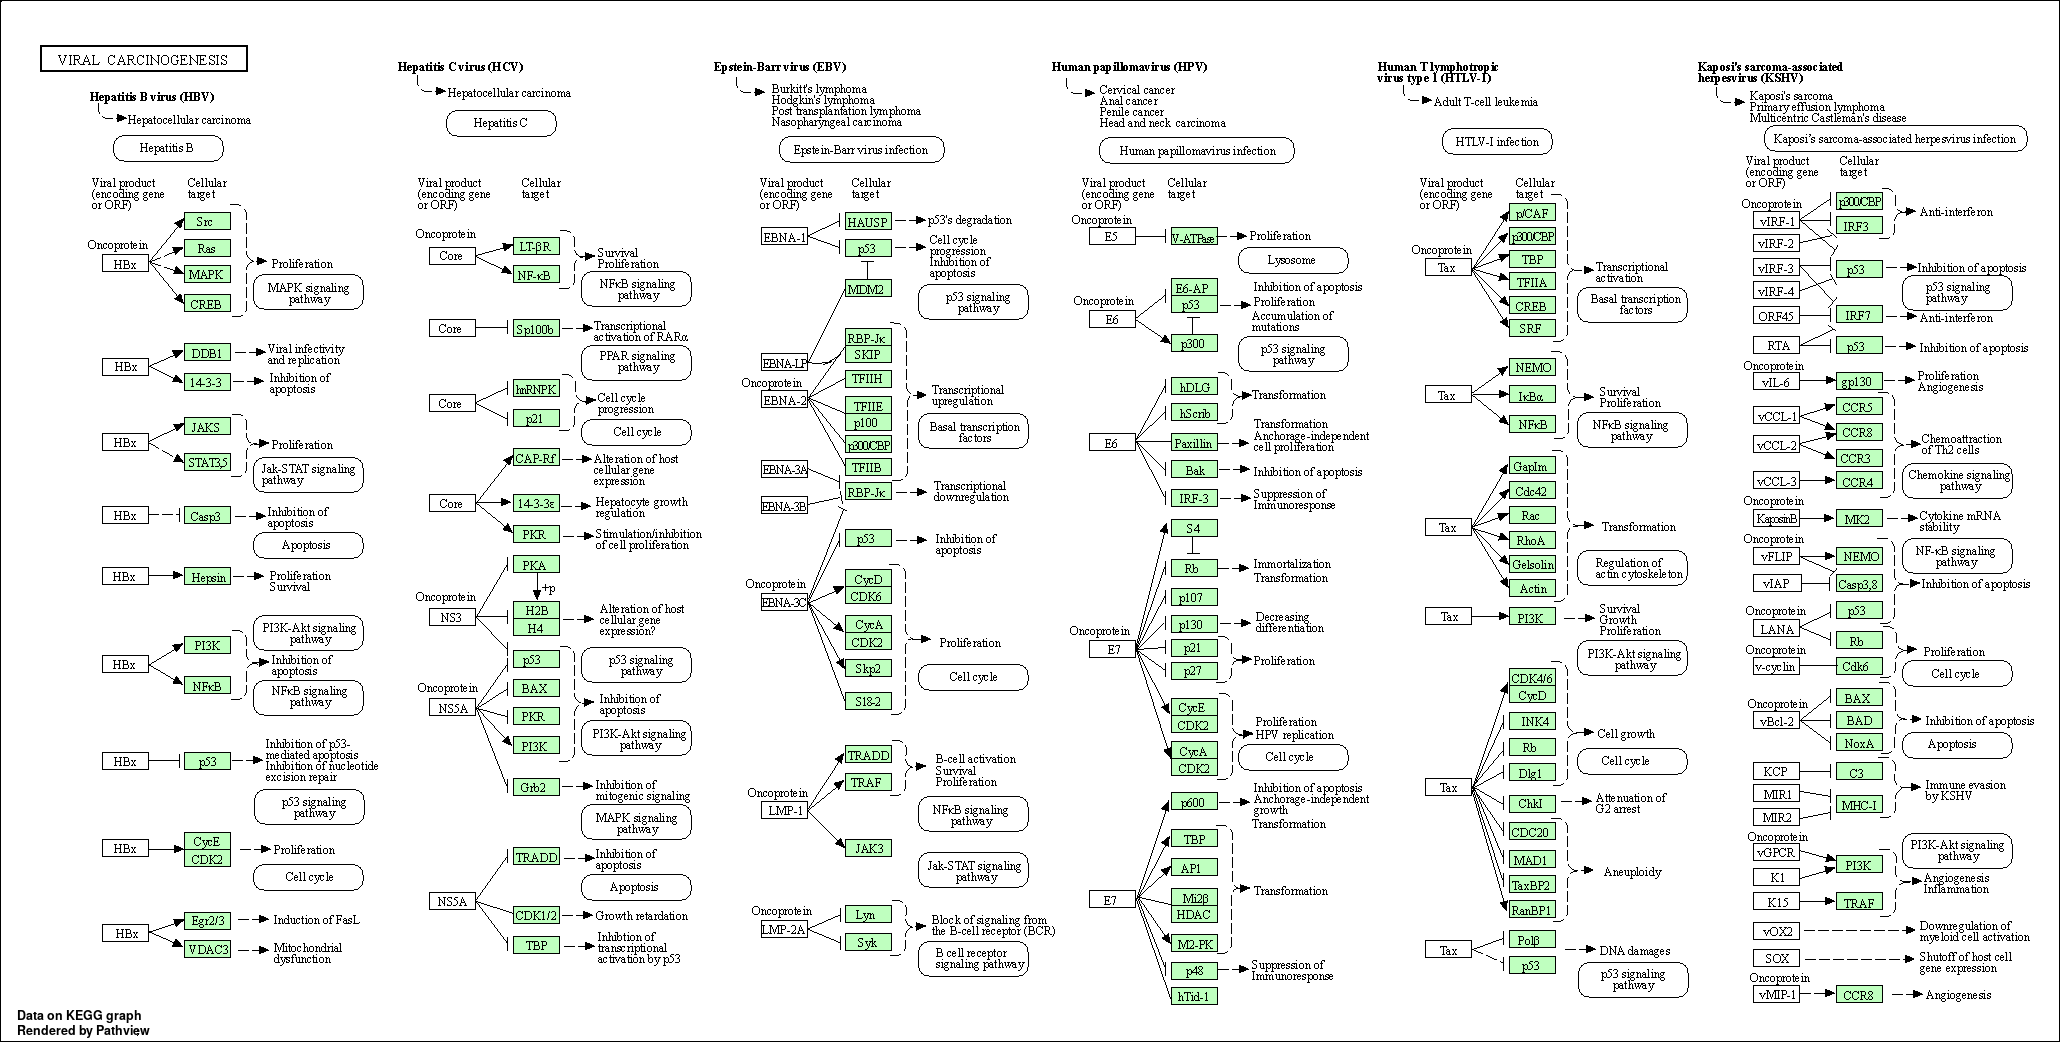 VIRAL CARCINOGENESIS
Hepatitis B virus (HBV)
Hepatocellular carcinoma
Hepatitis B
Viral product
(encoding gene
or ORF)
Cellular
target
Oncoprotein
HBx
Src
Ras
MAPK
CREB
Proliferation
MAPK signaling
pathway
HBx
DDB1
14-3-3
Viral infectivity
and replication
Inhibition of
apoptosis
HBx
JAKS
STAT3,5
Proliferation
Jak-STAT signaling
pathway
HBx
Casp3
Inhibition of
apoptosis
Apoptosis
HBx
Hepsin
Proliferation
Survival
PI3K-Akt signaling
pathway
HBx
PI3K
NFκB
Inhibition of
apoptosis
NFκB signaling
pathway
HBx
p53
Inhibition of p53-
mediated apoptosis
Inhibition of nucleotide
excision repair
p53 signaling
pathway
HBx
CycE
CDK2
Proliferation
Cell cycle
HBx
Egr2/3
VDAC3
Induction of FasL
Mitochondrial
dysfunction
Hepatitis C virus (HCV)
Hepatocellular carcinoma
Hepatitis C
Viral product
(encoding gene
or ORF)
Cellular
target
Oncoprotein
Core
LT-βR
NF-κB
Survival
Proliferation
NFκB signaling
pathway
Core
Sp100b
Transcriptional
activation of RARα
PPAR signaling
pathway
Core
hnRNPK
p21
Cell cycle
progression
Cell cycle
Core
CAP-Rf
14-3-3ε
PKR
Alteration of host
cellular gene
expression
Hepatocyte growth
regulation
Stimulation/inhibition
of cell proliferation
Oncoprotein
NS3
PKA
+p
H2B
H4
Alteration of host
cellular gene
expression?
Oncoprotein
NS5A
p53
BAX
PKR
PI3K
Grb2
p53 signaling
pathway
Inhibition of
apoptosis
PI3K-Akt signaling
pathway
Inhibition of
mitogenic signaling
MAPK signaling
pathway
NS5A
TRADD
CDK1/2
TBP
Inhibition of
apoptosis
Apoptosis
Growth retardation
Inhibtion of
transcriptional
activation by p53
Epstein-Barr virus (EBV)
Burkitt's lymphoma
Hodgkin's lymphoma
Post transplantation lymphoma
Nasopharyngeal carcinoma
Epstein-Barr virus infection
Viral product
(encoding gene
or ORF)
Cellular
target
EBNA-1
HAUSP
p53
MDM2
p53's degradation
Cell cycle
progression
Inhibition of
apoptosis
p53 signaling
pathway
EBNA-LP
Oncoprotein
EBNA-2
RBP-Jκ
SKIP
TFIIH
TFIIE
p100
p300/CBP
TFIIB
Transcriptional
upregulation
Basal transcription
factors
EBNA-3A
EBNA-3B
RBP-Jκ
Transcriptional
downregulation
Oncoprotein
EBNA-3C
p53
CycD
CDK6
CycA
CDK2
Skp2
S18-2
Inhibition of
apoptosis
Proliferation
Cell cycle
Oncoprotein
LMP-1
TRADD
TRAF
JAK3
B-cell activation
Survival
Proliferation
NFκB signaling
pathway
Jak-STAT signaling
pathway
Oncoprotein
LMP-2A
Lyn
Syk
Block of signaling from
the B-cell receptor (BCR)
B cell receptor
signaling pathway
Human papillomavirus (HPV)
Cervical cancer
Anal cancer
Penile cancer
Head and neck carcinoma
Human papillomavirus infection
Viral product
(encoding gene
or ORF)
Cellular
target
Oncoprotein
E5
V-ATPase
Proliferation
Lysosome
Oncoprotein
E6
E6-AP
p53
p300
Inhibition of apoptosis
Proliferation
Accumulation of
mutations
p53 signaling
pathway
E6
hDLG
hScrib
Paxillin
Bak
IRF-3
Transformation
Transformation
Anchorage-independent
cell proliferation
Inhibition of apoptosis
Suppression of
Immunoresponse
Oncoprotein
E7
S4
Rb
p107
p130
p21
p27
CycE
CDK2
CycA
CDK2
p600
Immortalization
Transformation
Decreasing
differentiation
Proliferation
Proliferation
HPV replication
Cell cycle
Inhibition of apoptosis
Anchorage-independent
growth
Transformation
E7
TBP
AP1
Mi2β
HDAC
M2-PK
p48
hTid-1
Transformation
Suppression of
Immunoresponse
Human T lymphotropic
virus type 1 (HTLV-I)
Adult T-cell leukemia
HTLV-I infection
Viral product
(encoding gene
or ORF)
Cellular
target
Oncoprotein
Tax
p/CAF
p300/CBP
TBP
TFIIA
CREB
SRF
Transcriptional
activation
Basal transcription
factors
Tax
NEMO
IκBα
NFκB
Survival
Proliferation
NFκB signaling
pathway
Tax
GapIm
Cdc42
Rac
RhoA
Gelsolin
Actin
Transformation
Regulation of
actin cytoskeleton
Tax
PI3K
Survival
Growth
Proliferation
PI3K-Akt signaling
pathway
Tax
CDK4/6
CycD
INK4
Rb
Dlg1
ChkI
CDC20
MAD1
TaxBP2
RanBP1
Cell growth
Cell cycle
Attenuation of
G2 arrest
Aneuploidy
Tax
Polβ
p53
DNA damages
p53 signaling
pathway
Kaposi's sarcoma-associated
herpesvirus (KSHV)
Kaposi's sarcoma
Primary effusion lymphoma
Multicentric Castleman's disease
Kaposi's sarcoma-associated herpesvirus infection
Viral product
(encoding gene
or ORF)
Cellular
target
Oncoprotein
vIRF-1
vIRF-2
vIRF-3
vIRF-4
ORF45
RTA
p300/CBP
IRF3
p53
IRF7
p53
Anti-interferon
Inhibition of apoptosis
p53 signaling
pathway
Anti-interferon
Inhibition of apoptosis
Oncoprotein
vIL-6
gp130
Proliferation
Angiogenesis
vCCL-1
vCCL-2
vCCL-3
CCR5
CCR8
CCR3
CCR4
Chemoattraction
of Th2 cells
Chemokine signaling
pathway
Oncoprotein
KaposinB
MK2
Cytokine mRNA
stability
Oncoprotein
vFLIP
vIAP
NEMO
Casp3,8
NF-κB signaling
pathway
Inhibition of apoptosis
Oncoprotein
LANA
p53
Rb
Oncoprotein
v-cyclin
Cdk6
Proliferation
Cell cycle
Oncoprotein
vBcl-2
BAX
BAD
NoxA
Inhibition of apoptosis
Apoptosis
KCP
MIR1
MIR2
C3
MHC-I
Immune evasion
by KSHV
Oncoprotein
vGPCR
K1
K15
PI3K
TRAF
PI3K-Akt signaling
pathway
Angiogenesis
Inflammation
vOX2
Downregulation of
myeloid cell activation
SOX
Shutoff of host cell
gene expression
Oncoprotein
vMIP-1
CCR8
Angiogenesis
Data on KEGG graph
Rendered by Pathview